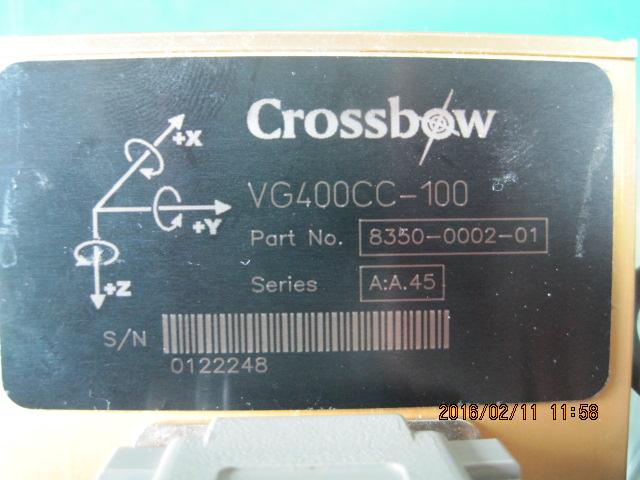 Crossbow
+X
VG400CC-100
+Y
Part No. 8350-0002-01
+Z
Series A:A.45
S/N
0122248
2016/02/11 11:58